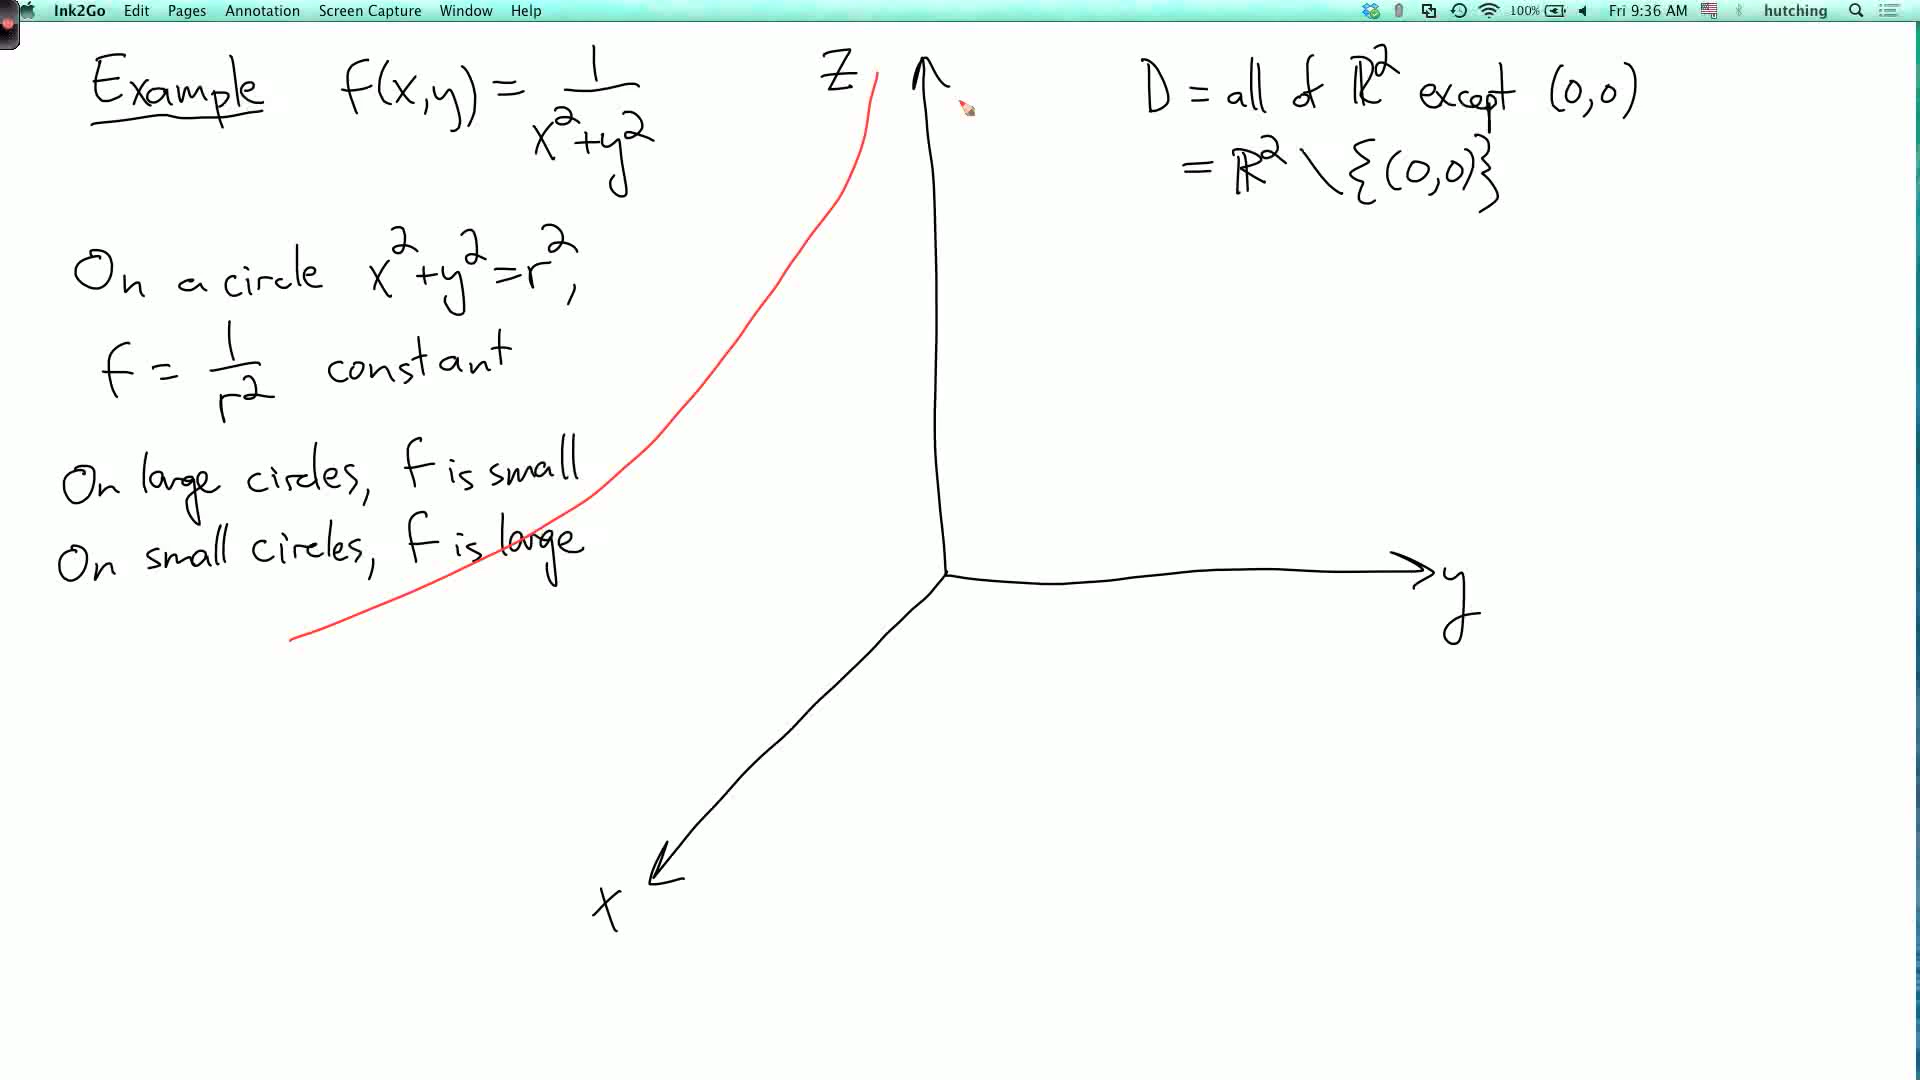 Ink2Go Edit Pages Annotation Screen Capture Window Help 100% Fri 9:36 AM hutching
Example f(x,y) = 1/(x²+y²)
On a circle x²+y²=r²,
f = 1/r² constant
On large circles, f is small
On small circles, f is large
z
y
x
D = all of ℝ² except (0,0)
= ℝ² \ {(0,0)}